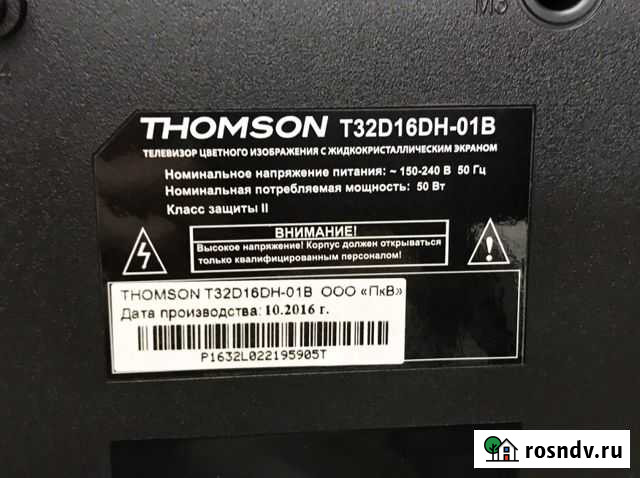 M3
THOMSON T32D16DH-01B
ТЕЛЕВИЗОР ЦВЕТНОГО ИЗОБРАЖЕНИЯ С ЖИДКОКРИСТАЛЛИЧЕСКИМ ЭКРАНОМ
Номинальное напряжение питания: ~ 150-240 В 50 Гц
Номинальная потребляемая мощность: 50 Вт
Класс защиты II
ВНИМАНИЕ!
Высокое напряжение! Корпус должен открываться
только квалифицированным персоналом!
THOMSON T32D16DH-01B ООО «ПкВ»
Дата производства: 10.2016 г.
P1632L022195905T
rosndv.ru